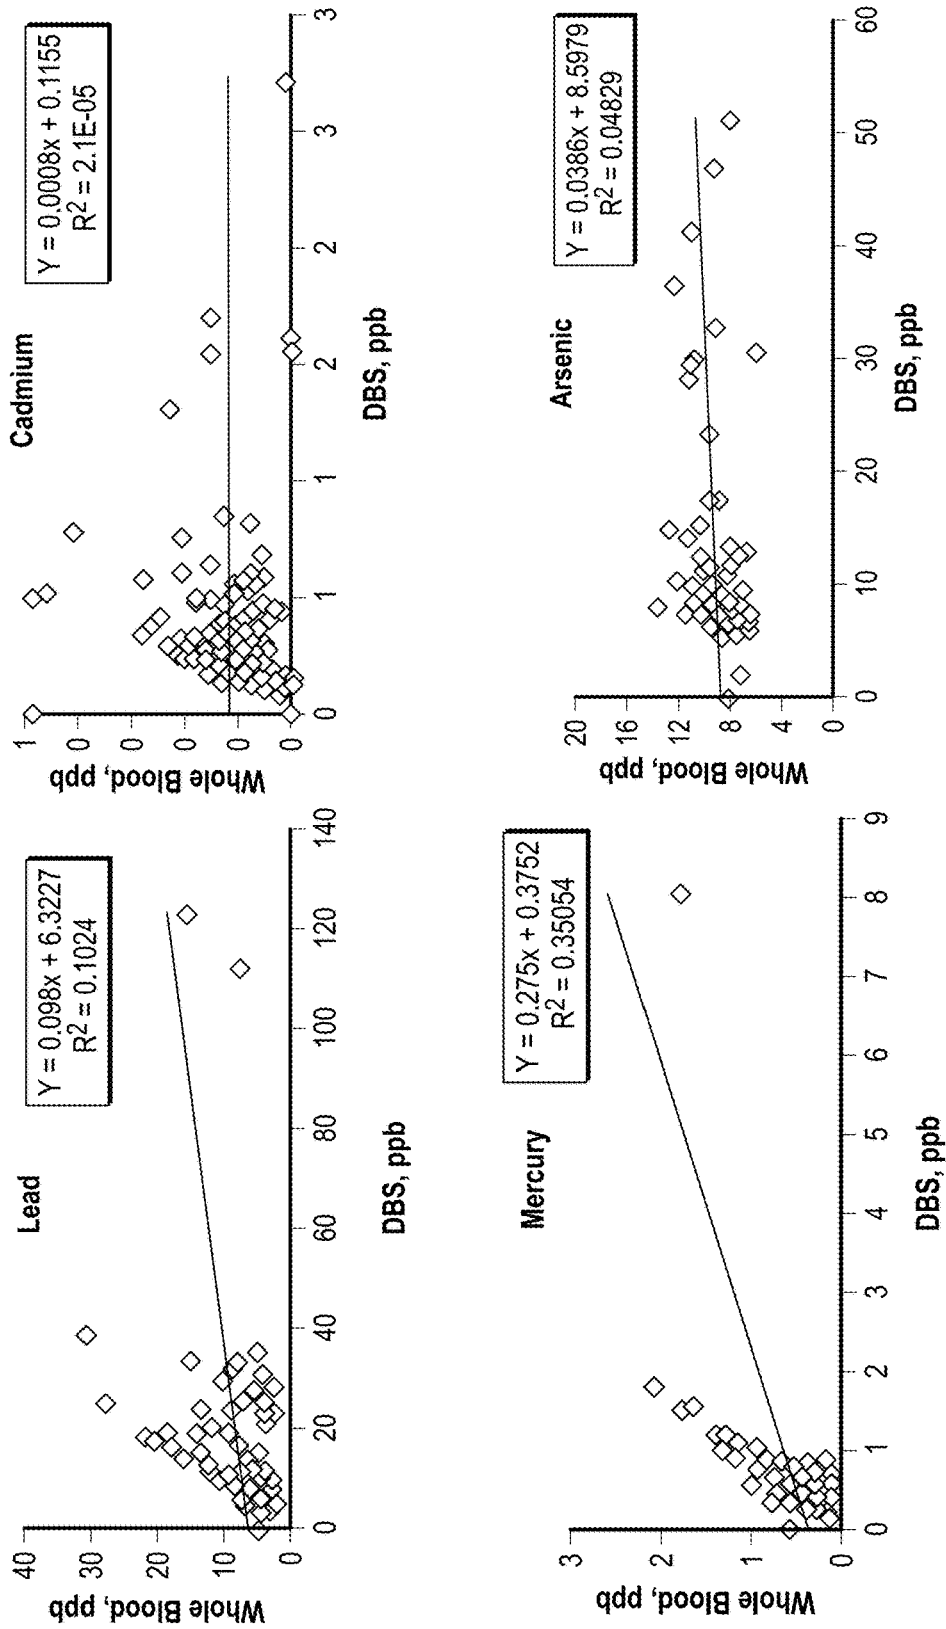 Lead
Y = 0.098x + 6.3227
R2 = 0.1024
Whole Blood, ppb
40
30
20
10
0
0 20 40 60 80 100 120 140
DBS, ppb
Cadmium
Y = 0.0008x + 0.1155
R2 = 2.1E-05
Whole Blood, ppb
1
0
0
0
0
0
0 1 1 2 2 3 3
DBS, ppb
Mercury
Y = 0.275x + 0.3752
R2 = 0.35054
Whole Blood, ppb
3
2
1
0
0 1 2 3 4 5 6 7 8 9
DBS, ppb
Arsenic
Y = 0.0386x + 8.5979
R2 = 0.04829
Whole Blood, ppb
20
16
12
8
4
0
0 10 20 30 40 50 60
DBS, ppb